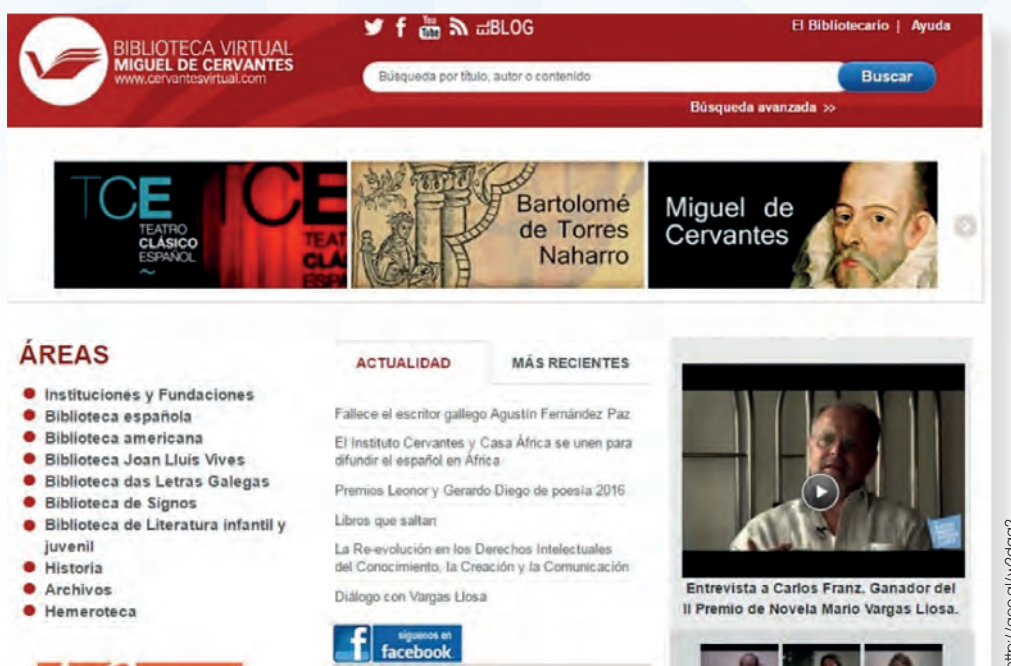 BIBLIOTECA VIRTUAL
MIGUEL DE CERVANTES
www.cervantesvirtual.com
You
Tube
BLOG
El Bibliotecario | Ayuda
Búsqueda por título, autor o contenido
Buscar
Búsqueda avanzada >>
TCE
TEATRO
CLÁSICO
ESPAÑOL
~
Bartolomé
de Torres
Naharro
Miguel de
Cervantes
ÁREAS
Instituciones y Fundaciones
Biblioteca española
Biblioteca americana
Biblioteca Joan Lluís Vives
Biblioteca das Letras Galegas
Biblioteca de Signos
Biblioteca de Literatura infantil y
juvenil
Historia
Archivos
Hemeroteca
ACTUALIDAD
MÁS RECIENTES
Fallece el escritor gallego Agustín Fernández Paz
El Instituto Cervantes y Casa África se unen para
difundir el español en África
Premios Leonor y Gerardo Diego de poesía 2016
Libros que saltan
La Re-evolución en los Derechos Intelectuales
del Conocimiento, la Creación y la Comunicación
Diálogo con Vargas Llosa
síguenos en
facebook
Entrevista a Carlos Franz, Ganador del
II Premio de Novela Mario Vargas Llosa.